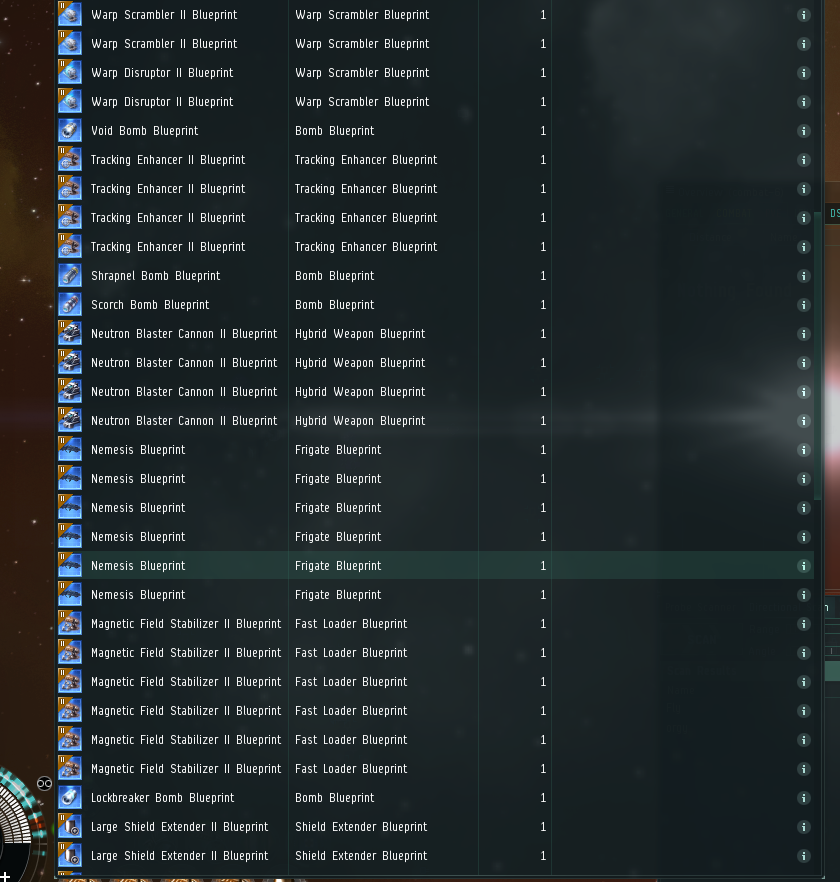 Warp Scrambler II Blueprint Warp Scrambler Blueprint 1
Warp Scrambler II Blueprint Warp Scrambler Blueprint 1
Warp Disruptor II Blueprint Warp Scrambler Blueprint 1
Warp Disruptor II Blueprint Warp Scrambler Blueprint 1
Void Bomb Blueprint Bomb Blueprint 1
Tracking Enhancer II Blueprint Tracking Enhancer Blueprint 1
Tracking Enhancer II Blueprint Tracking Enhancer Blueprint 1
Tracking Enhancer II Blueprint Tracking Enhancer Blueprint 1
Tracking Enhancer II Blueprint Tracking Enhancer Blueprint 1
Shrapnel Bomb Blueprint Bomb Blueprint 1
Scorch Bomb Blueprint Bomb Blueprint 1
Neutron Blaster Cannon II Blueprint Hybrid Weapon Blueprint 1
Neutron Blaster Cannon II Blueprint Hybrid Weapon Blueprint 1
Neutron Blaster Cannon II Blueprint Hybrid Weapon Blueprint 1
Neutron Blaster Cannon II Blueprint Hybrid Weapon Blueprint 1
Nemesis Blueprint Frigate Blueprint 1
Nemesis Blueprint Frigate Blueprint 1
Nemesis Blueprint Frigate Blueprint 1
Nemesis Blueprint Frigate Blueprint 1
Nemesis Blueprint Frigate Blueprint 1
Nemesis Blueprint Frigate Blueprint 1
Magnetic Field Stabilizer II Blueprint Fast Loader Blueprint 1
Magnetic Field Stabilizer II Blueprint Fast Loader Blueprint 1
Magnetic Field Stabilizer II Blueprint Fast Loader Blueprint 1
Magnetic Field Stabilizer II Blueprint Fast Loader Blueprint 1
Magnetic Field Stabilizer II Blueprint Fast Loader Blueprint 1
Magnetic Field Stabilizer II Blueprint Fast Loader Blueprint 1
Lockbreaker Bomb Blueprint Bomb Blueprint 1
Large Shield Extender II Blueprint Shield Extender Blueprint 1
Large Shield Extender II Blueprint Shield Extender Blueprint 1